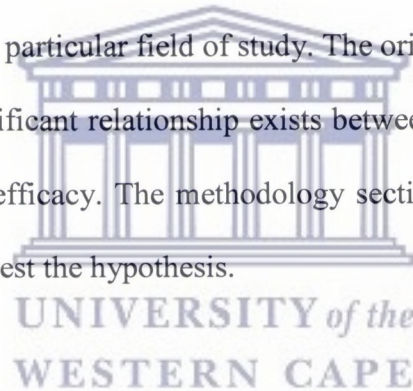 particular field of study. The ori
ificant relationship exists betwee
efficacy. The methodology secti
est the hypothesis.
UNIVERSITY of the
WESTERN CAPE